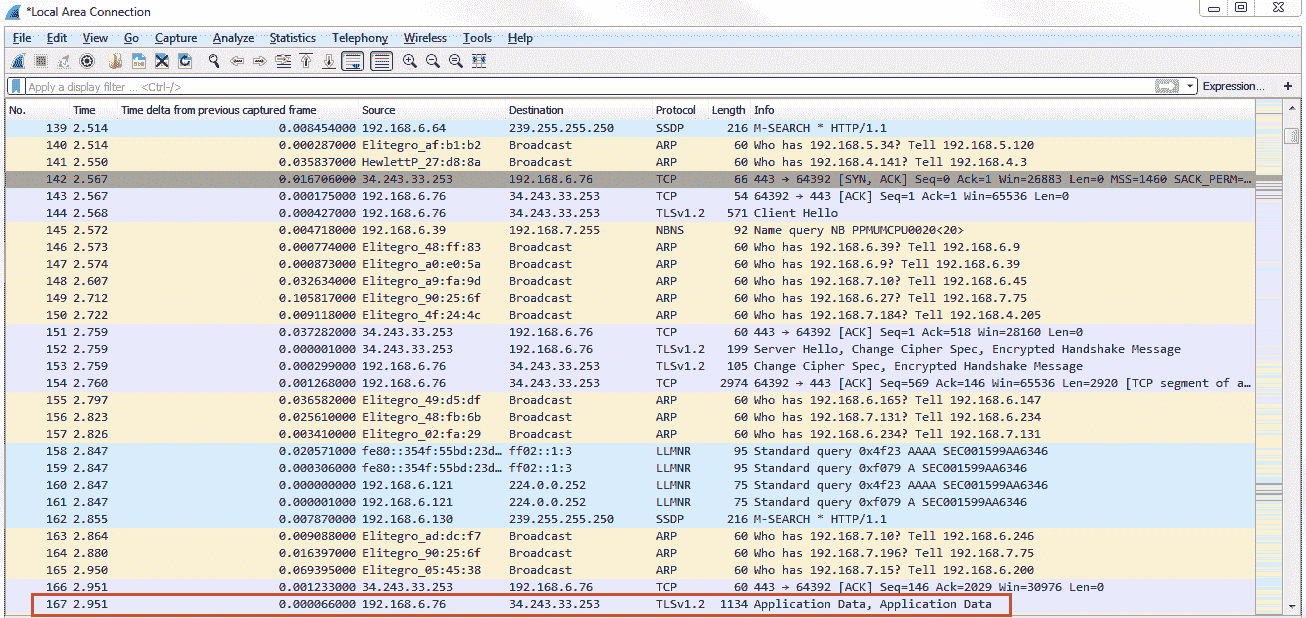 *Local Area Connection
File Edit View Go Capture Analyze Statistics Telephony Wireless Tools Help
Apply a display filter ... <Ctrl-/> Expression... +
No. Time Time delta from previous captured frame Source Destination Protocol Length Info
139 2.514 0.008454000 192.168.6.64 239.255.255.250 SSDP 216 M-SEARCH * HTTP/1.1
140 2.514 0.000287000 Elitegro_af:b1:b2 Broadcast ARP 60 Who has 192.168.5.34? Tell 192.168.5.120
141 2.550 0.035837000 HewlettP_27:d8:8a Broadcast ARP 60 Who has 192.168.4.141? Tell 192.168.4.3
142 2.567 0.016706000 34.243.33.253 192.168.6.76 TCP 66 443 → 64392 [SYN, ACK] Seq=0 Ack=1 Win=26883 Len=0 MSS=1460 SACK_PERM=…
143 2.567 0.000175000 192.168.6.76 34.243.33.253 TCP 54 64392 → 443 [ACK] Seq=1 Ack=1 Win=65536 Len=0
144 2.568 0.000427000 192.168.6.76 34.243.33.253 TLSv1.2 571 Client Hello
145 2.572 0.004718000 192.168.6.39 192.168.7.255 NBNS 92 Name query NB PPMUMCPU0020<20>
146 2.573 0.000774000 Elitegro_48:ff:83 Broadcast ARP 60 Who has 192.168.6.39? Tell 192.168.6.9
147 2.574 0.000873000 Elitegro_a0:e0:5a Broadcast ARP 60 Who has 192.168.6.9? Tell 192.168.6.39
148 2.607 0.032634000 Elitegro_a9:fa:9d Broadcast ARP 60 Who has 192.168.7.10? Tell 192.168.6.45
149 2.712 0.105817000 Elitegro_90:25:6f Broadcast ARP 60 Who has 192.168.6.27? Tell 192.168.7.75
150 2.722 0.009118000 Elitegro_4f:24:4c Broadcast ARP 60 Who has 192.168.7.184? Tell 192.168.4.205
151 2.759 0.037282000 34.243.33.253 192.168.6.76 TCP 60 443 → 64392 [ACK] Seq=1 Ack=518 Win=28160 Len=0
152 2.759 0.000001000 34.243.33.253 192.168.6.76 TLSv1.2 199 Server Hello, Change Cipher Spec, Encrypted Handshake Message
153 2.759 0.000299000 192.168.6.76 34.243.33.253 TLSv1.2 105 Change Cipher Spec, Encrypted Handshake Message
154 2.760 0.001268000 192.168.6.76 34.243.33.253 TCP 2974 64392 → 443 [ACK] Seq=569 Ack=146 Win=65536 Len=2920 [TCP segment of a…
155 2.797 0.036582000 Elitegro_49:d5:df Broadcast ARP 60 Who has 192.168.6.165? Tell 192.168.6.147
156 2.823 0.025610000 Elitegro_48:fb:6b Broadcast ARP 60 Who has 192.168.7.131? Tell 192.168.6.234
157 2.826 0.003410000 Elitegro_02:fa:29 Broadcast ARP 60 Who has 192.168.6.234? Tell 192.168.7.131
158 2.847 0.020571000 fe80::354f:55bd:23d… ff02::1:3 LLMNR 95 Standard query 0x4f23 AAAA SEC001599AA6346
159 2.847 0.000306000 fe80::354f:55bd:23d… ff02::1:3 LLMNR 95 Standard query 0xf079 A SEC001599AA6346
160 2.847 0.000000000 192.168.6.121 224.0.0.252 LLMNR 75 Standard query 0x4f23 AAAA SEC001599AA6346
161 2.847 0.000001000 192.168.6.121 224.0.0.252 LLMNR 75 Standard query 0xf079 A SEC001599AA6346
162 2.855 0.007870000 192.168.6.130 239.255.255.250 SSDP 216 M-SEARCH * HTTP/1.1
163 2.864 0.009088000 Elitegro_ad:dc:f7 Broadcast ARP 60 Who has 192.168.7.10? Tell 192.168.6.246
164 2.880 0.016397000 Elitegro_90:25:6f Broadcast ARP 60 Who has 192.168.7.196? Tell 192.168.7.75
165 2.950 0.069395000 Elitegro_05:45:38 Broadcast ARP 60 Who has 192.168.7.15? Tell 192.168.6.200
166 2.951 0.001233000 34.243.33.253 192.168.6.76 TCP 60 443 → 64392 [ACK] Seq=146 Ack=2029 Win=30976 Len=0
167 2.951 0.000066000 192.168.6.76 34.243.33.253 TLSv1.2 1134 Application Data, Application Data